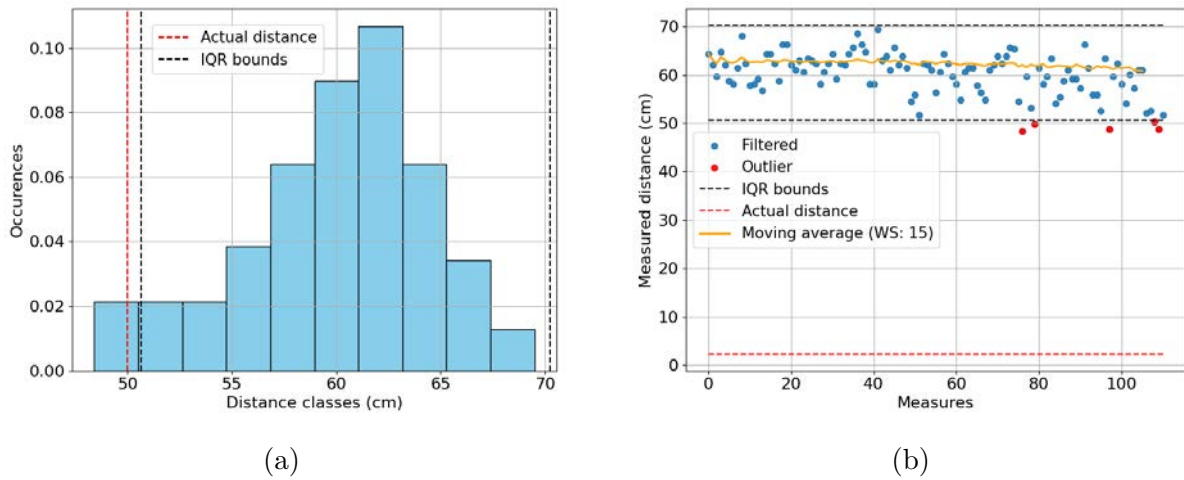 Actual distance
IQR bounds
Occurences
0.10
0.08
0.06
0.04
0.02
0.00
50
55
60
65
70
Distance classes (cm)
(a)
Measured distance (cm)
70
60
50
40
30
20
10
0
Filtered
Outlier
IQR bounds
Actual distance
Moving average (WS: 15)
0
20
40
60
80
100
Measures
(b)